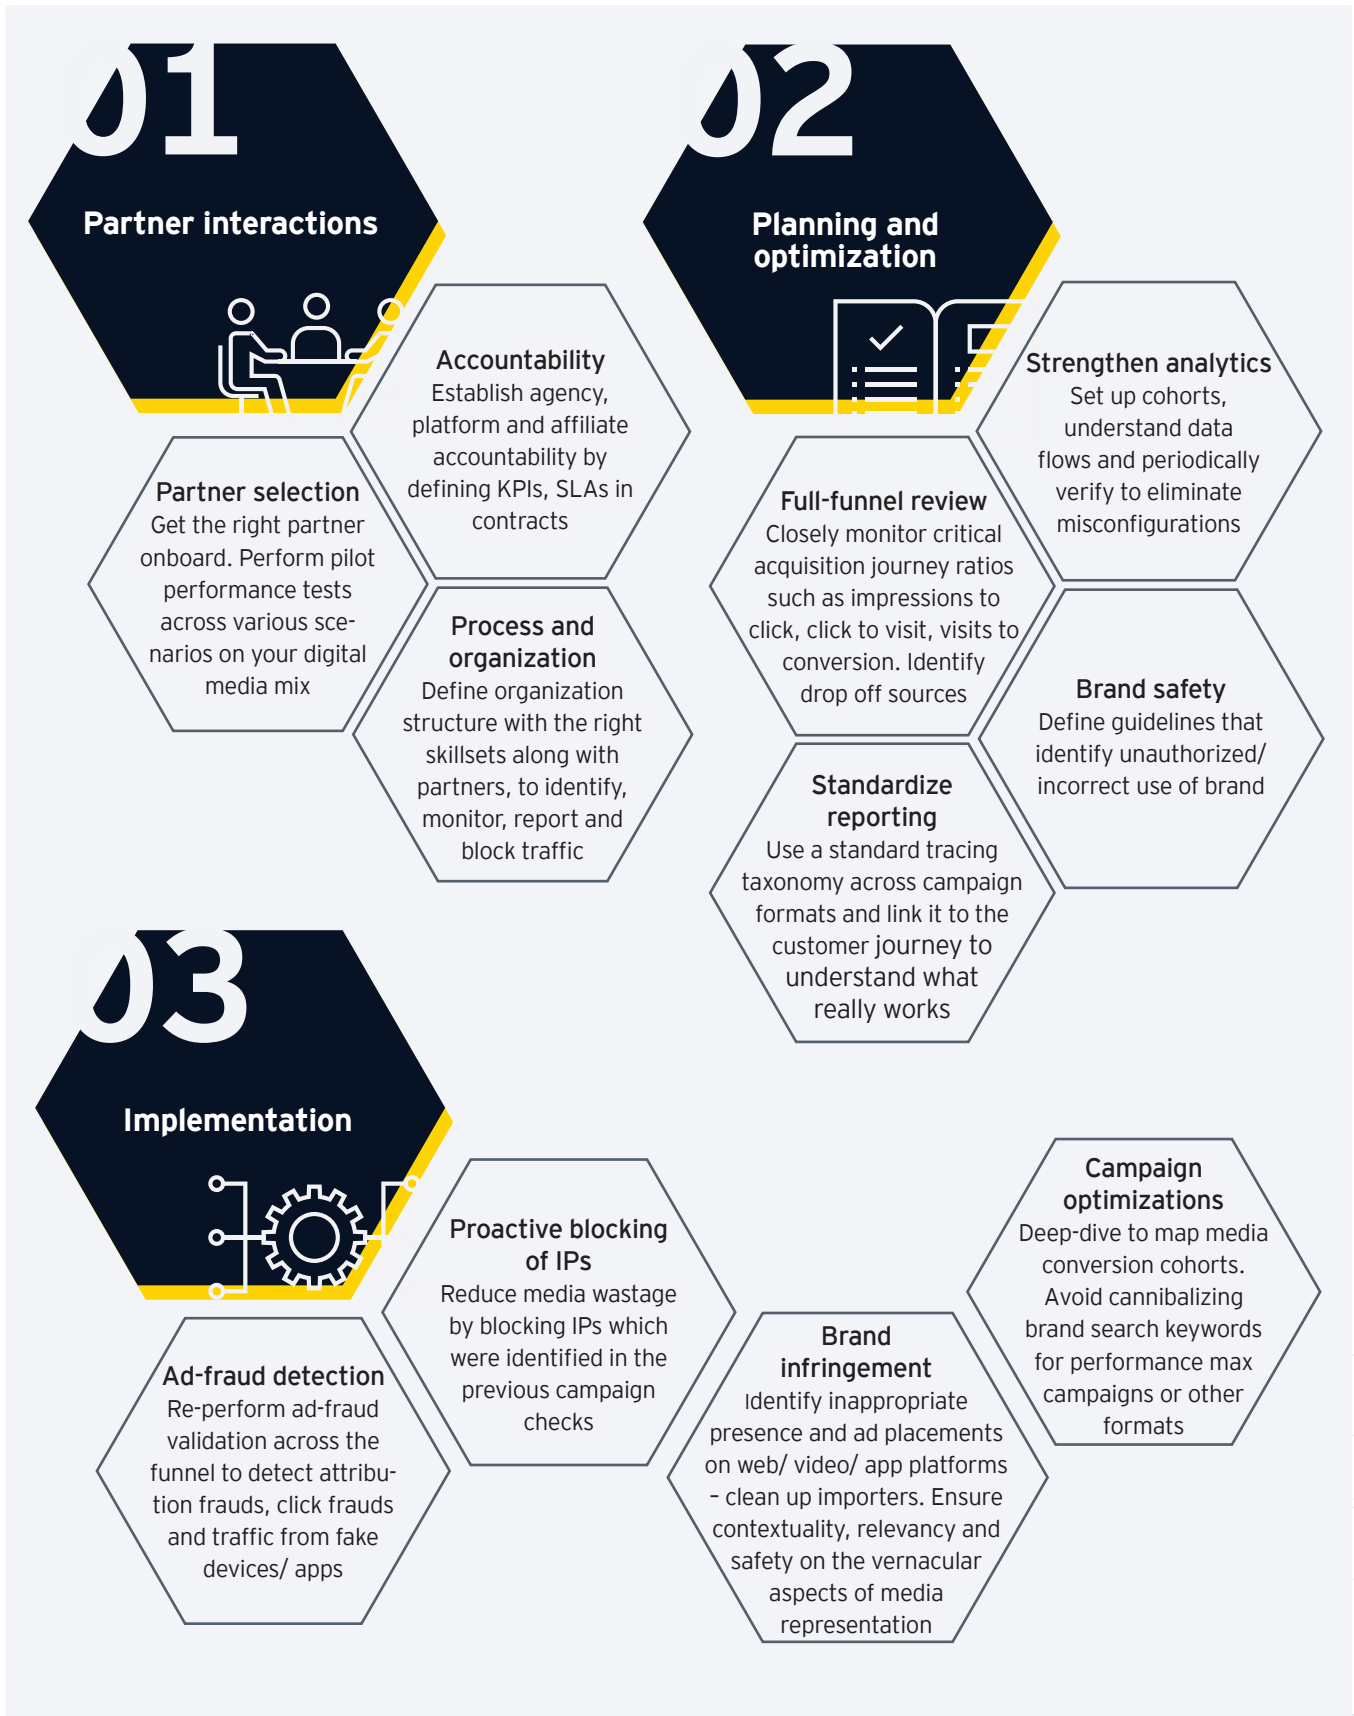 01
Partner interactions
Accountability
Establish agency,
platform and affiliate
accountability by
defining KPIs, SLAs in
contracts
Partner selection
Get the right partner
onboard. Perform pilot
performance tests
across various sce-
narios on your digital
media mix
Process and
organization
Define organization
structure with the right
skillsets along with
partners, to identify,
monitor, report and
block traffic
02
Planning and
optimization
Strengthen analytics
Set up cohorts,
understand data
flows and periodically
verify to eliminate
misconfigurations
Full-funnel review
Closely monitor critical
acquisition journey ratios
such as impressions to
click, click to visit, visits to
conversion. Identify
drop off sources
Brand safety
Define guidelines that
identify unauthorized/
incorrect use of brand
Standardize
reporting
Use a standard tracing
taxonomy across campaign
formats and link it to the
customer journey to
understand what
really works
03
Implementation
Ad-fraud detection
Re-perform ad-fraud
validation across the
funnel to detect attribu-
tion frauds, click frauds
and traffic from fake
devices/ apps
Proactive blocking
of IPs
Reduce media wastage
by blocking IPs which
were identified in the
previous campaign
checks
Brand
infringement
Identify inappropriate
presence and ad placements
on web/ video/ app platforms
– clean up importers. Ensure
contextuality, relevancy and
safety on the vernacular
aspects of media
representation
Campaign
optimizations
Deep-dive to map media
conversion cohorts.
Avoid cannibalizing
brand search keywords
for performance max
campaigns or other
formats